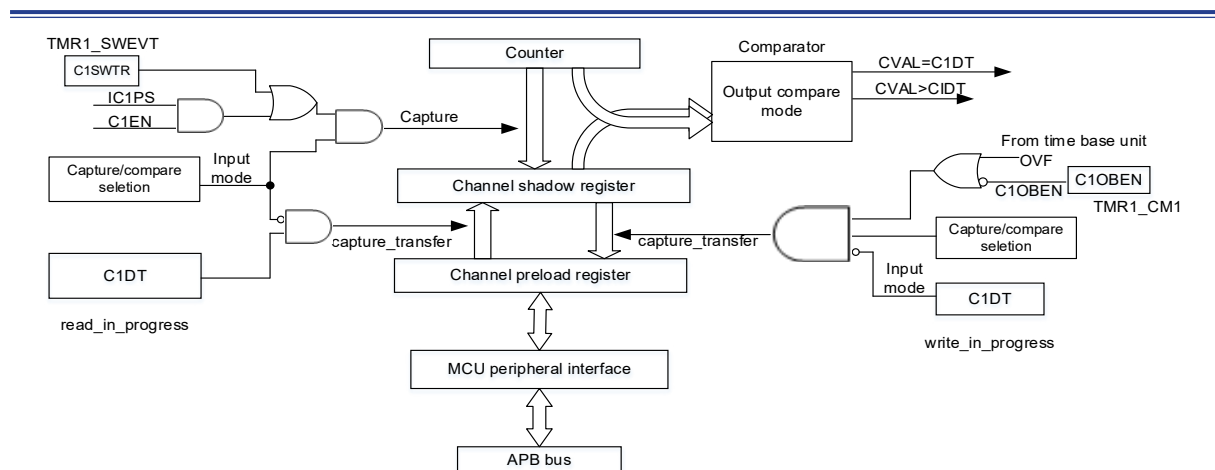 TMR1_SWEVT
C1SWTR
IC1PS
C1EN
Capture/compare
seletion
Input
mode
C1DT
read_in_progress
Counter
Capture
Channel shadow register
capture_transfer
capture_transfer
Channel preload register
MCU peripheral interface
APB bus
Comparator
Output compare
mode
CVAL=C1DT
CVAL>CIDT
From time base unit
OVF
C1OBEN
C1OBEN
TMR1_CM1
Capture/compare
seletion
Input
mode
C1DT
write_in_progress